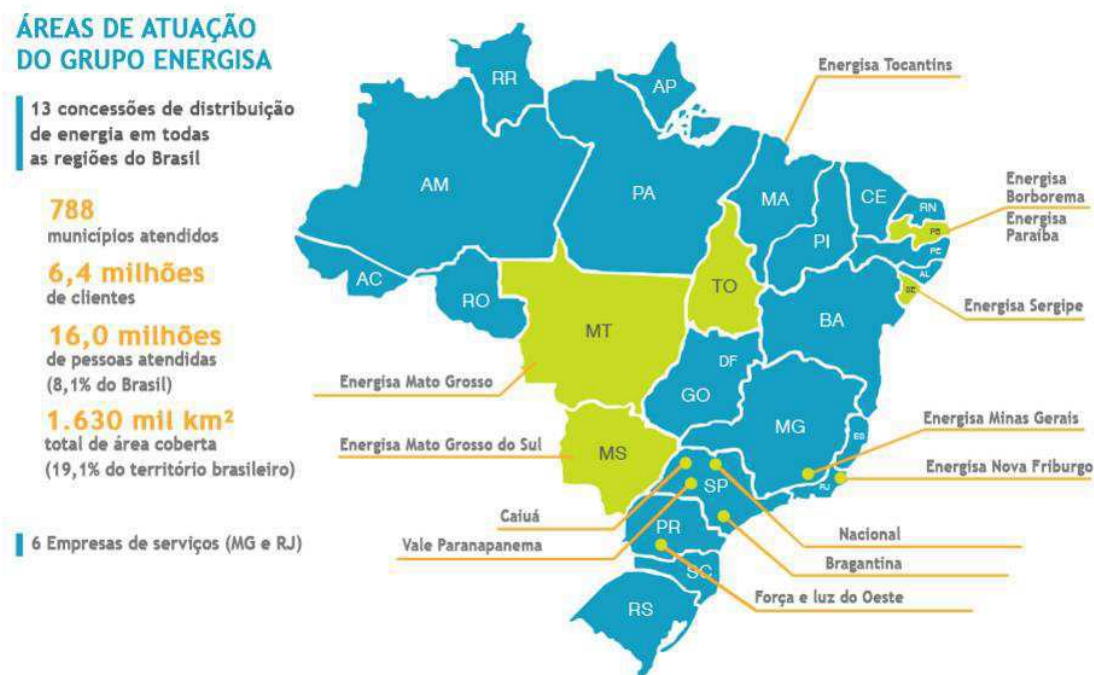 ÁREAS DE ATUAÇÃO
DO GRUPO ENERGISA
13 concessões de distribuição
de energia em todas
as regiões do Brasil
788
municípios atendidos
6,4 milhões
de clientes
16,0 milhões
de pessoas atendidas
(8,1% do Brasil)
1.630 mil km²
total de área coberta
(19,1% do território brasileiro)
6 Empresas de serviços (MG e RJ)
RR
AP
Energisa Tocantins
AM
PA
MA
CE
RN
Energisa
Borborema
Energisa
Paraíba
PB
PI
PE
AL
AC
RO
TO
SE
Energisa Sergipe
MT
BA
DF
Energisa Mato Grosso
GO
MG
ES
Energisa Minas Gerais
Energisa Mato Grosso do Sul
MS
Energisa Nova Friburgo
SP
RJ
Caiuá
PR
Nacional
Vale Paranapanema
Bragantina
SC
Força e luz do Oeste
RS